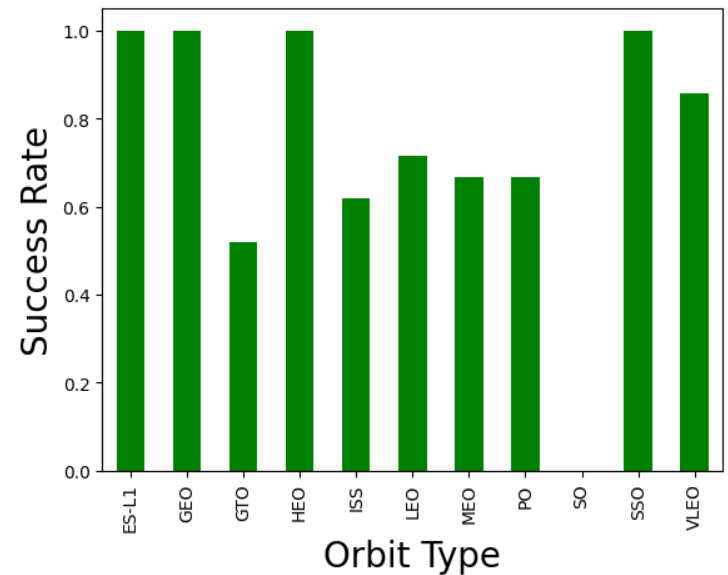 Success Rate
1.0
0.8
0.6
0.4
0.2
0.0
ES-L1
GEO
GTO
HEO
ISS
LEO
MEO
PO
SO
SSO
VLEO
Orbit Type